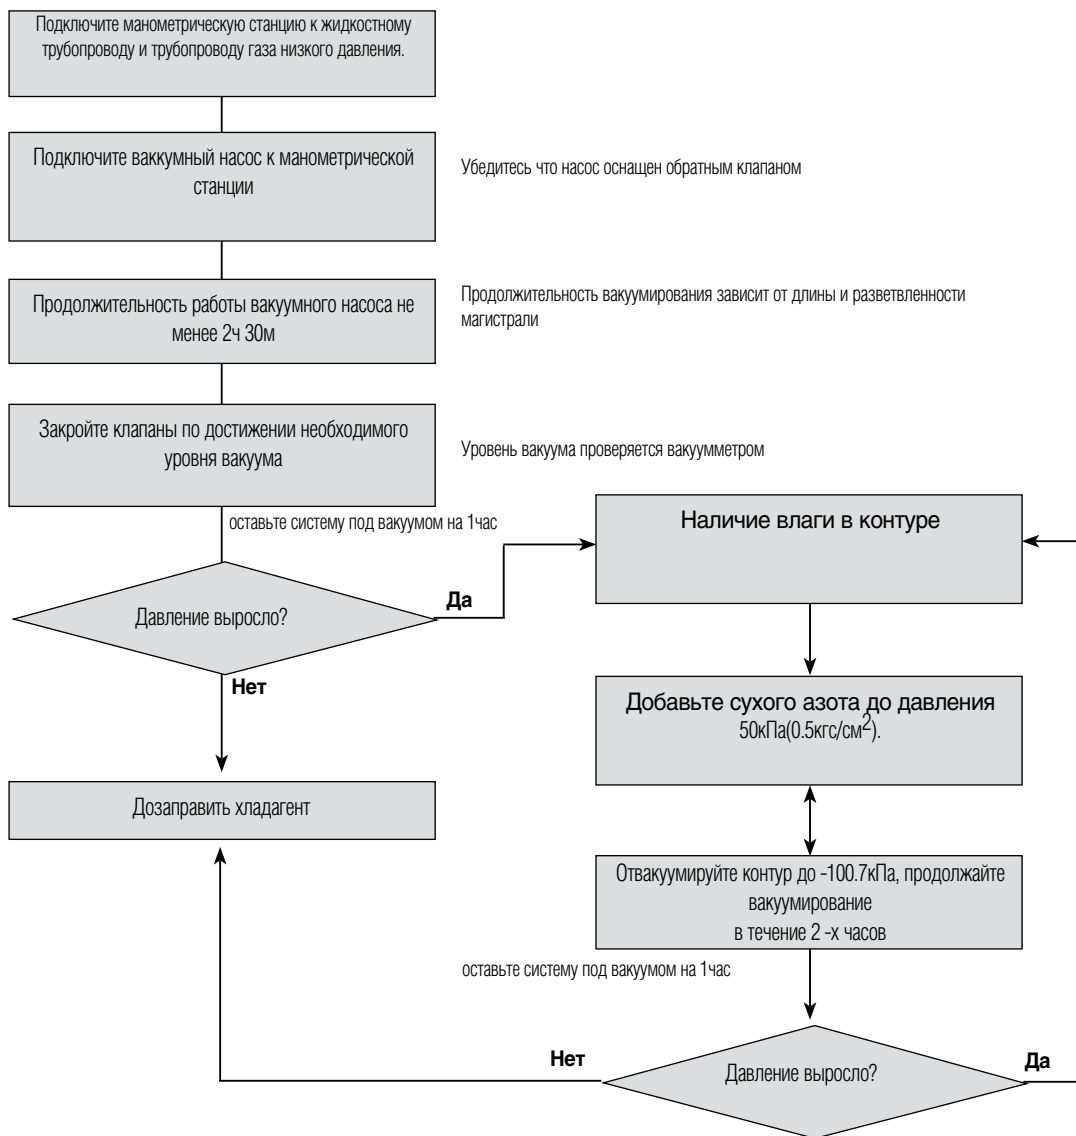 Подключите манометрическую станцию к жидкостному
трубопроводу и трубопроводу газа низкого давления.
Подключите ваккумный насос к манометрической
станции
Убедитесь что насос оснащен обратным клапаном
Продолжительность работы вакуумного насоса не
менее 2ч 30м
Продолжительность вакуумирования зависит от длины и разветвленности
магистрали
Закройте клапаны по достижении необходимого
уровня вакуума
Уровень вакуума проверяется вакуумметром
оставьте систему под вакуумом на 1час
Давление выросло?
Да
Нет
Дозаправить хладагент
Наличие влаги в контуре
Добавьте сухого азота до давления
50кПа(0.5кгс/см²).
Отвакуумируйте контур до -100.7кПа, продолжайте
вакуумирование
в течение 2 -х часов
оставьте систему под вакуумом на 1час
Давление выросло?
Нет
Да